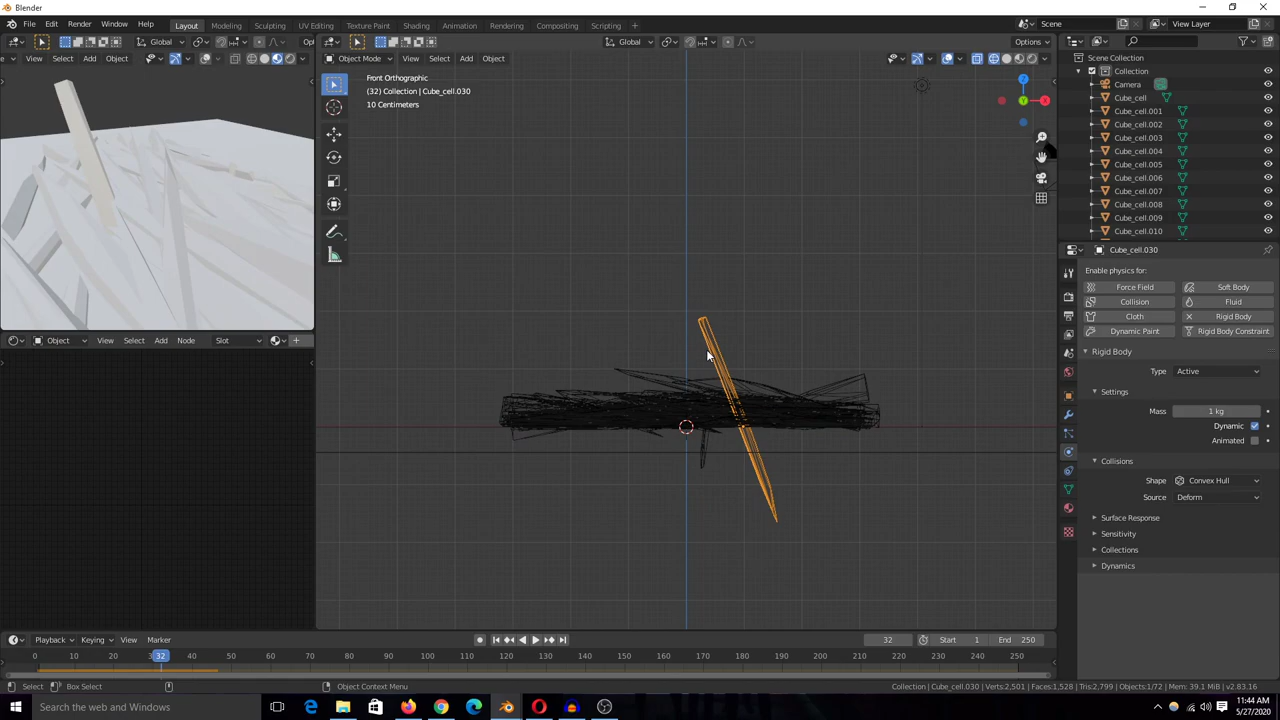 Blender
File Edit Render Window Help
Layout Modeling Sculpting UV Editing Texture Paint Shading Animation Rendering Compositing Scripting +
Scene
View Layer
Global
Global
Options
View Select Add Object
Object Mode View Select Add Object
Front Orthographic
(32) Collection | Cube_cell.030
10 Centimeters
Z
Y
X
Scene Collection
Collection
Camera
Cube_cell
Cube_cell.001
Cube_cell.002
Cube_cell.003
Cube_cell.004
Cube_cell.005
Cube_cell.006
Cube_cell.007
Cube_cell.008
Cube_cell.009
Cube_cell.010
Cube_cell.030
Enable physics for:
Force Field Soft Body
Collision Fluid
Cloth Rigid Body
Dynamic Paint Rigid Body Constraint
Rigid Body
Type Active
Settings
Mass 1 kg
Dynamic
Animated
Collisions
Shape Convex Hull
Source Deform
Surface Response
Sensitivity
Collections
Dynamics
Object View Select Add Node Slot
Playback Keying View Marker
32 Start 1 End 250
0 10 20 32 40 50 60 70 80 90 100 110 120 130 140 150 160 170 180 190 200 210 220 230 240 250
Select Box Select Object Context Menu
Collection | Cube_cell.030 | Verts:2,501 | Faces:1,528 | Tris:2,799 | Objects:1/72 | Mem: 39.1 MiB | v2.83.16
Search the web and Windows
11:44 AM
5/27/2020